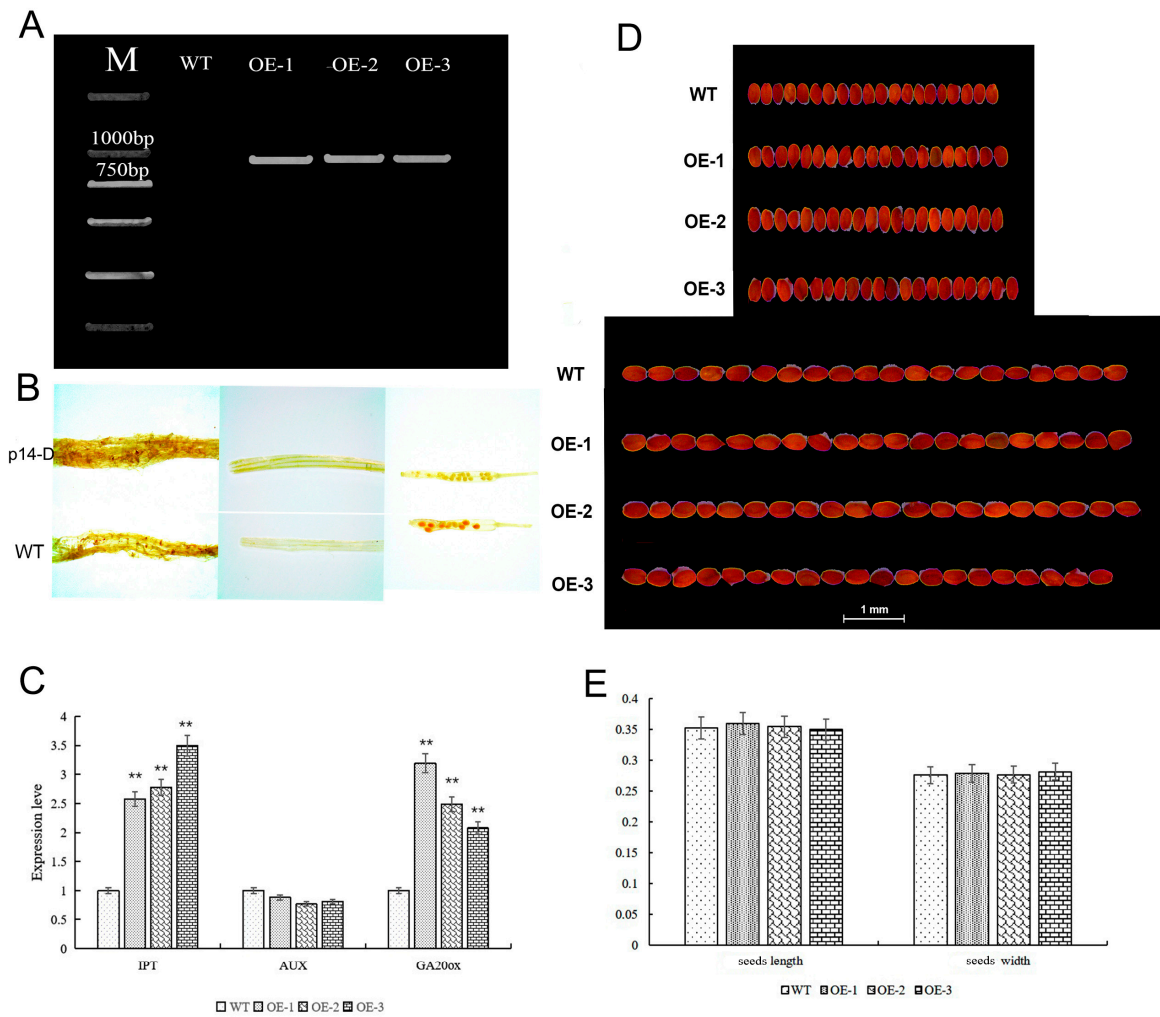 A
M WT OE-1 -OE-2 OE-3
1000bp
750bp
B
p14-D
WT
C
Expression leve
4
3.5
3
2.5
2
1.5
1
0.5
0
** ** ** ** ** **
IPT AUX GA20ox
WT OE-1 OE-2 OE-3
D
WT
OE-1
OE-2
OE-3
WT
OE-1
OE-2
OE-3
1 mm
E
0.4
0.35
0.3
0.25
0.2
0.15
0.1
0.05
0
seeds length seeds width
WT OE-1 OE-2 OE-3